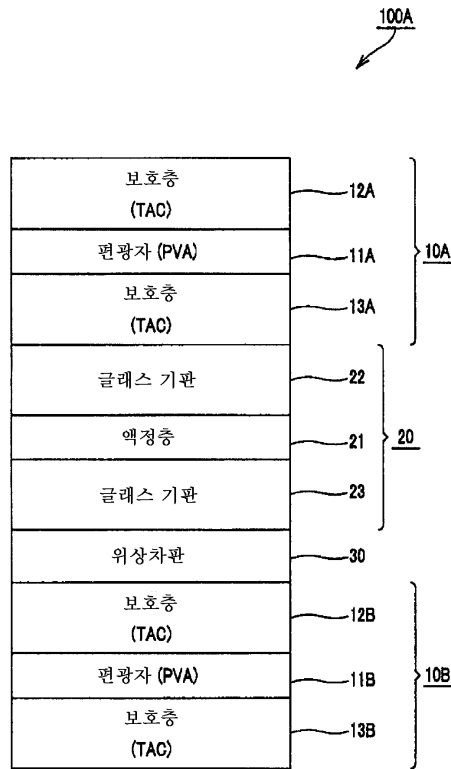 100A
보호층
(TAC)
12A
편광자 (PVA)
11A
10A
보호층
(TAC)
13A
글래스 기판
22
액정층
21
20
글래스 기판
23
위상차판
30
보호층
(TAC)
12B
편광자 (PVA)
11B
10B
보호층
(TAC)
13B